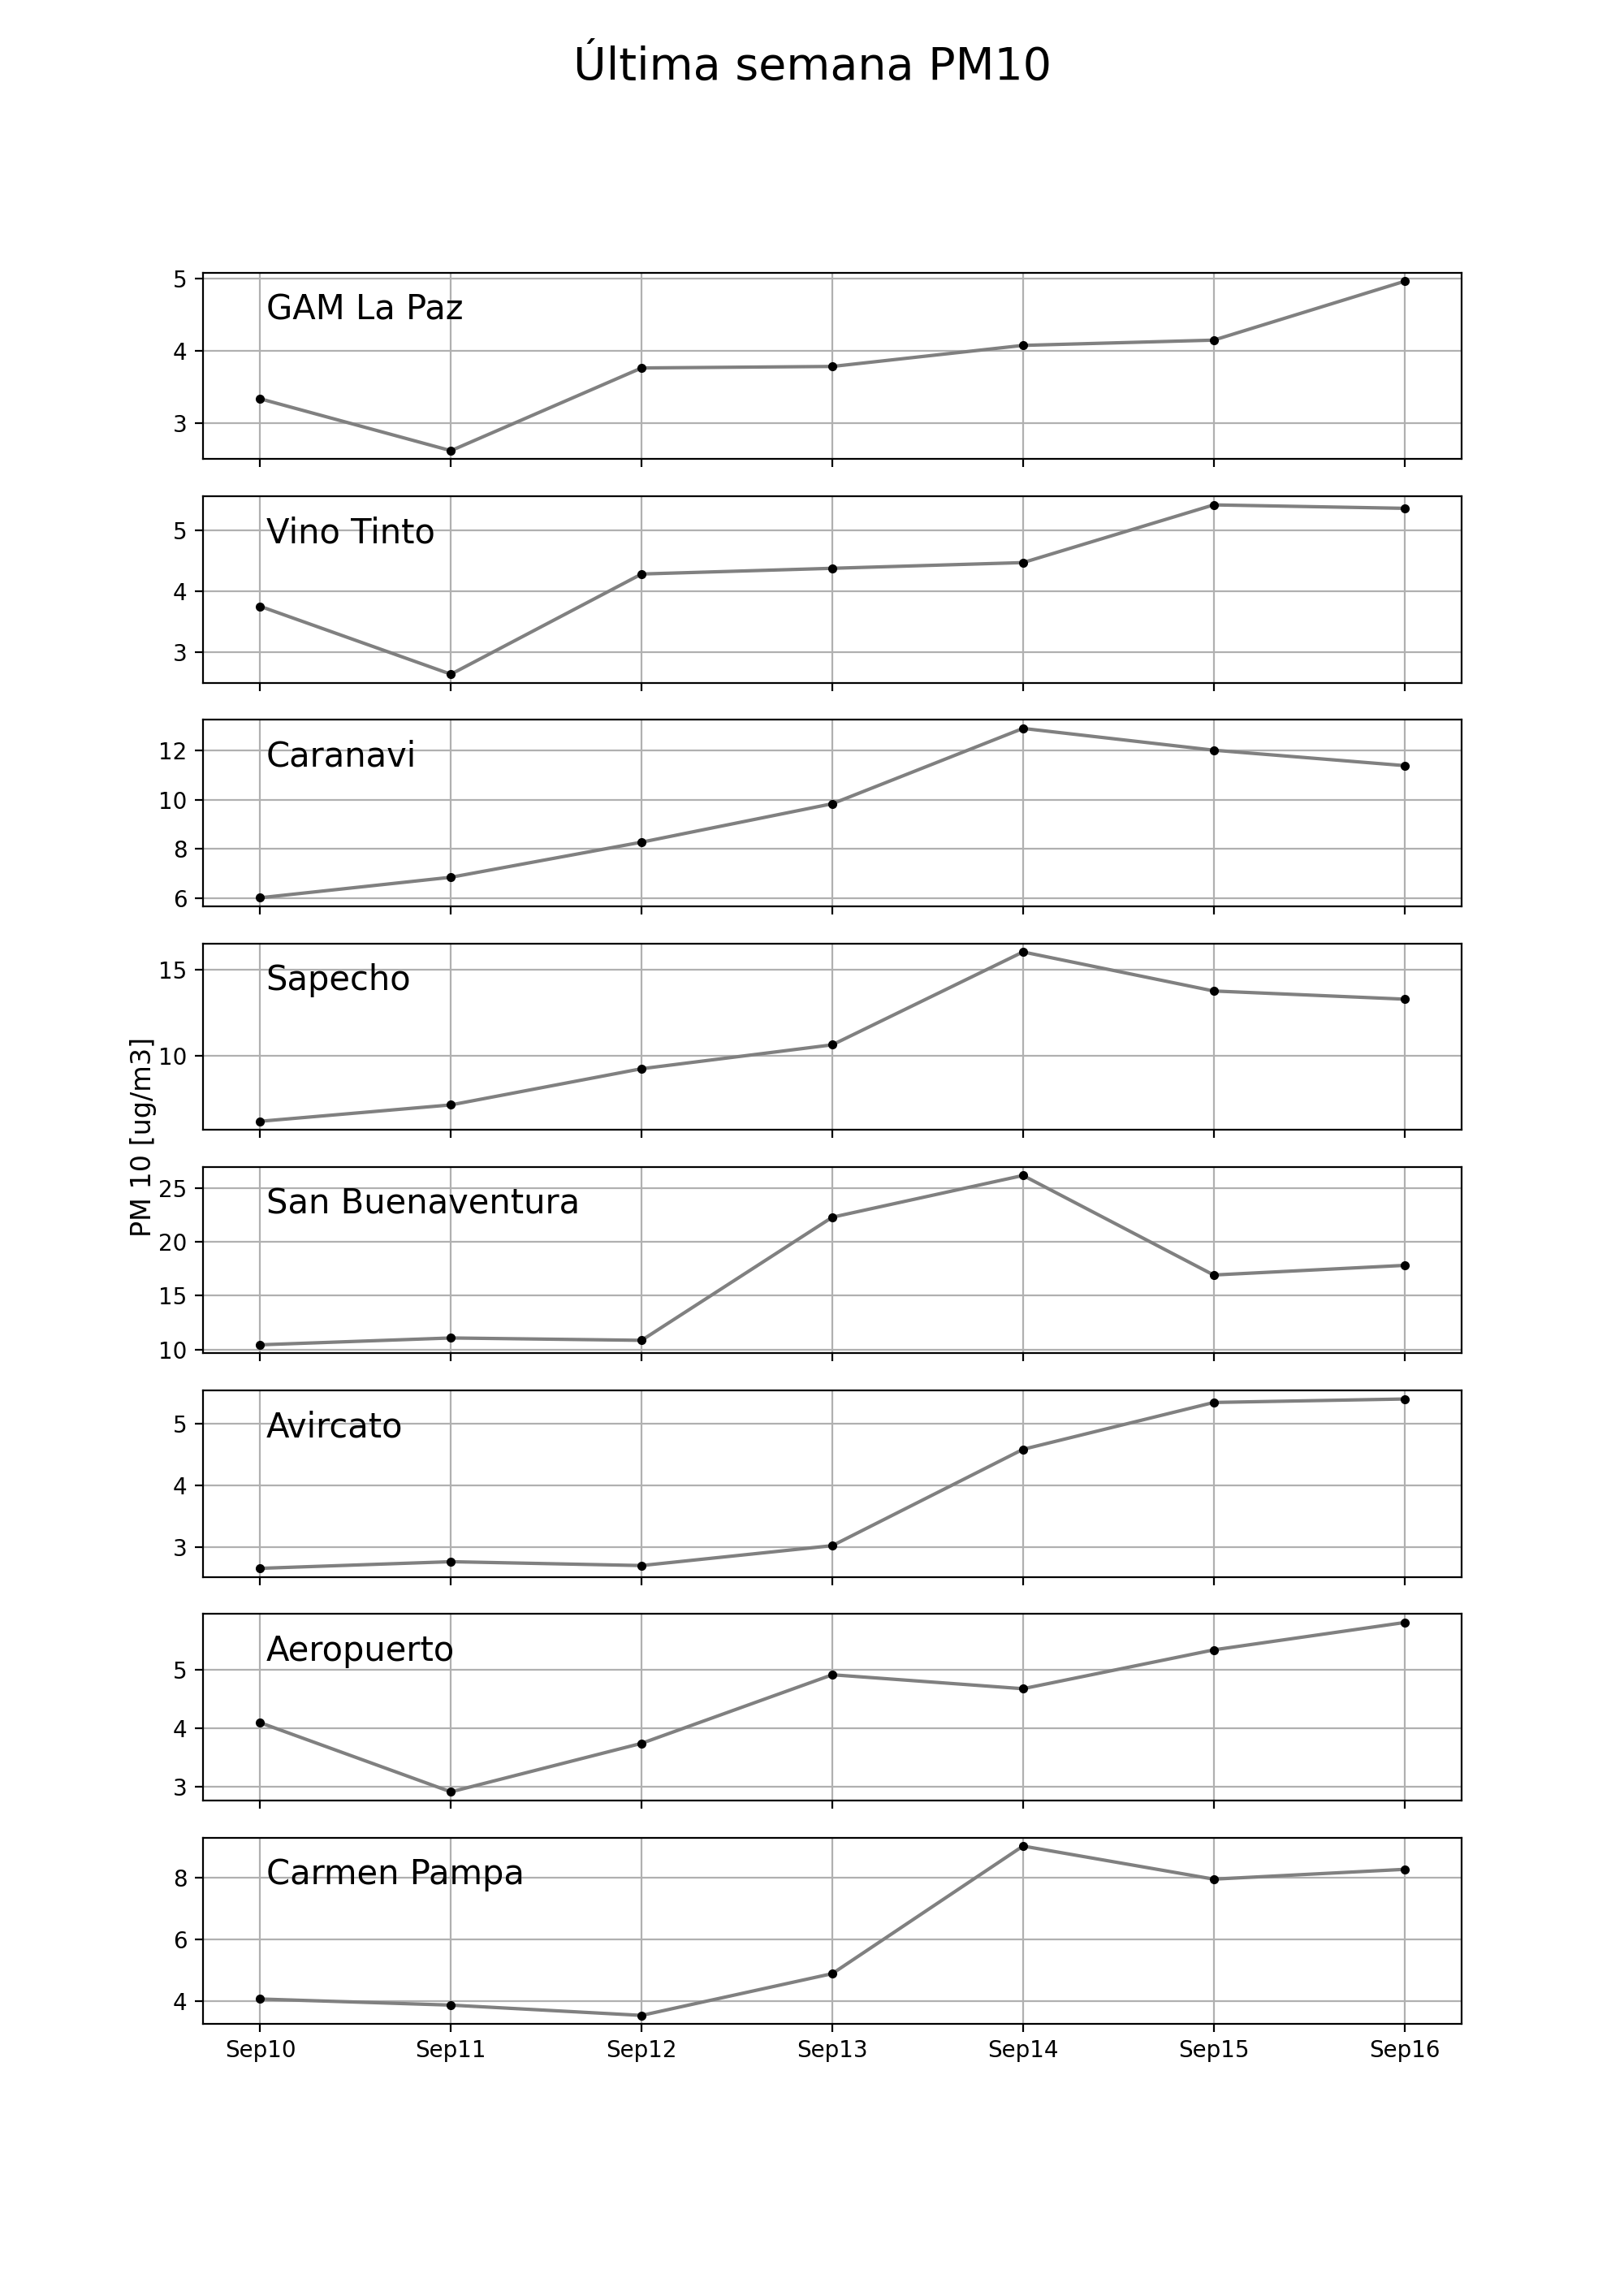 Última semana PM10
5
GAM La Paz
4
3
5
Vino Tinto
4
3
12
Caranavi
10
8
6
15
Sapecho
10
PM 10 [ug/m3]
25
San Buenaventura
20
15
10
5
Avircato
4
3
Aeropuerto
5
4
3
Carmen Pampa
8
6
4
Sep10 Sep11 Sep12 Sep13 Sep14 Sep15 Sep16